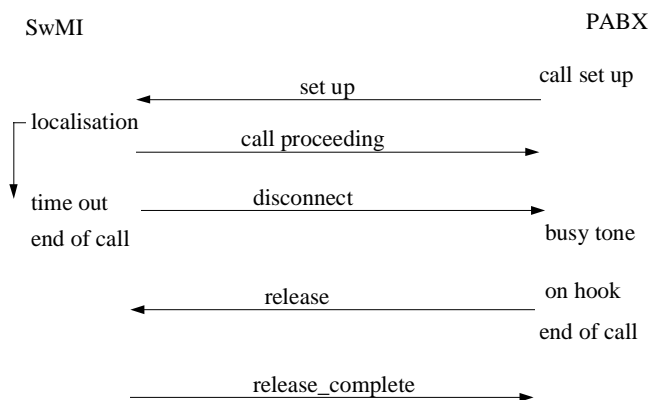 SwMI
PABX
call set up
set up
localisation
call proceeding
time out
disconnect
end of call
busy tone
on hook
release
end of call
release_complete